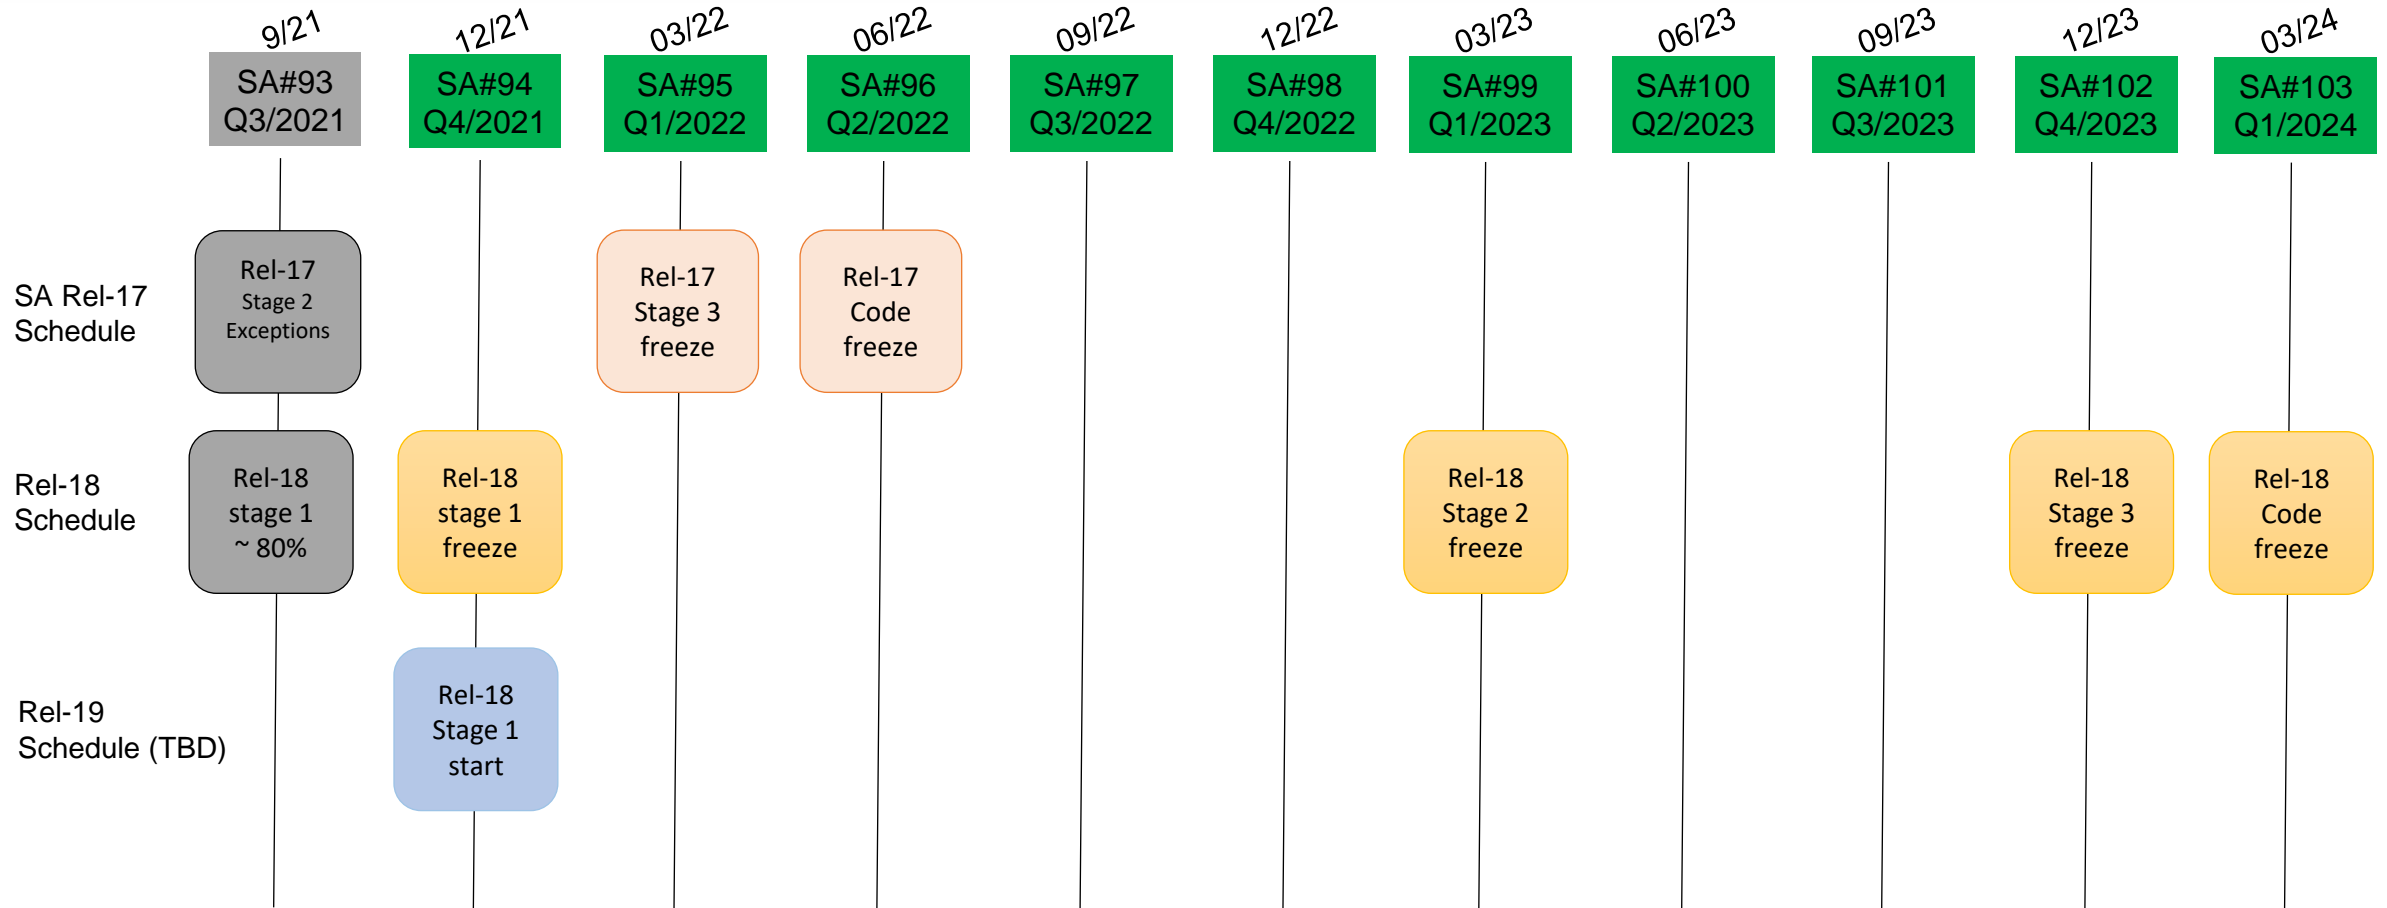 9/21
12/21
03/22
06/22
09/22
12/22
03/23
06/23
09/23
12/23
03/24
SA#93
Q3/2021
SA#94
Q4/2021
SA#95
Q1/2022
SA#96
Q2/2022
SA#97
Q3/2022
SA#98
Q4/2022
SA#99
Q1/2023
SA#100
Q2/2023
SA#101
Q3/2023
SA#102
Q4/2023
SA#103
Q1/2024
SA Rel-17
Schedule
Rel-17
Stage 2
Exceptions
Rel-17
Stage 3
freeze
Rel-17
Code
freeze
Rel-18
Schedule
Rel-18
stage 1
~ 80%
Rel-18
stage 1
freeze
Rel-18
Stage 2
freeze
Rel-18
Stage 3
freeze
Rel-18
Code
freeze
Rel-19
Schedule (TBD)
Rel-18
Stage 1
start